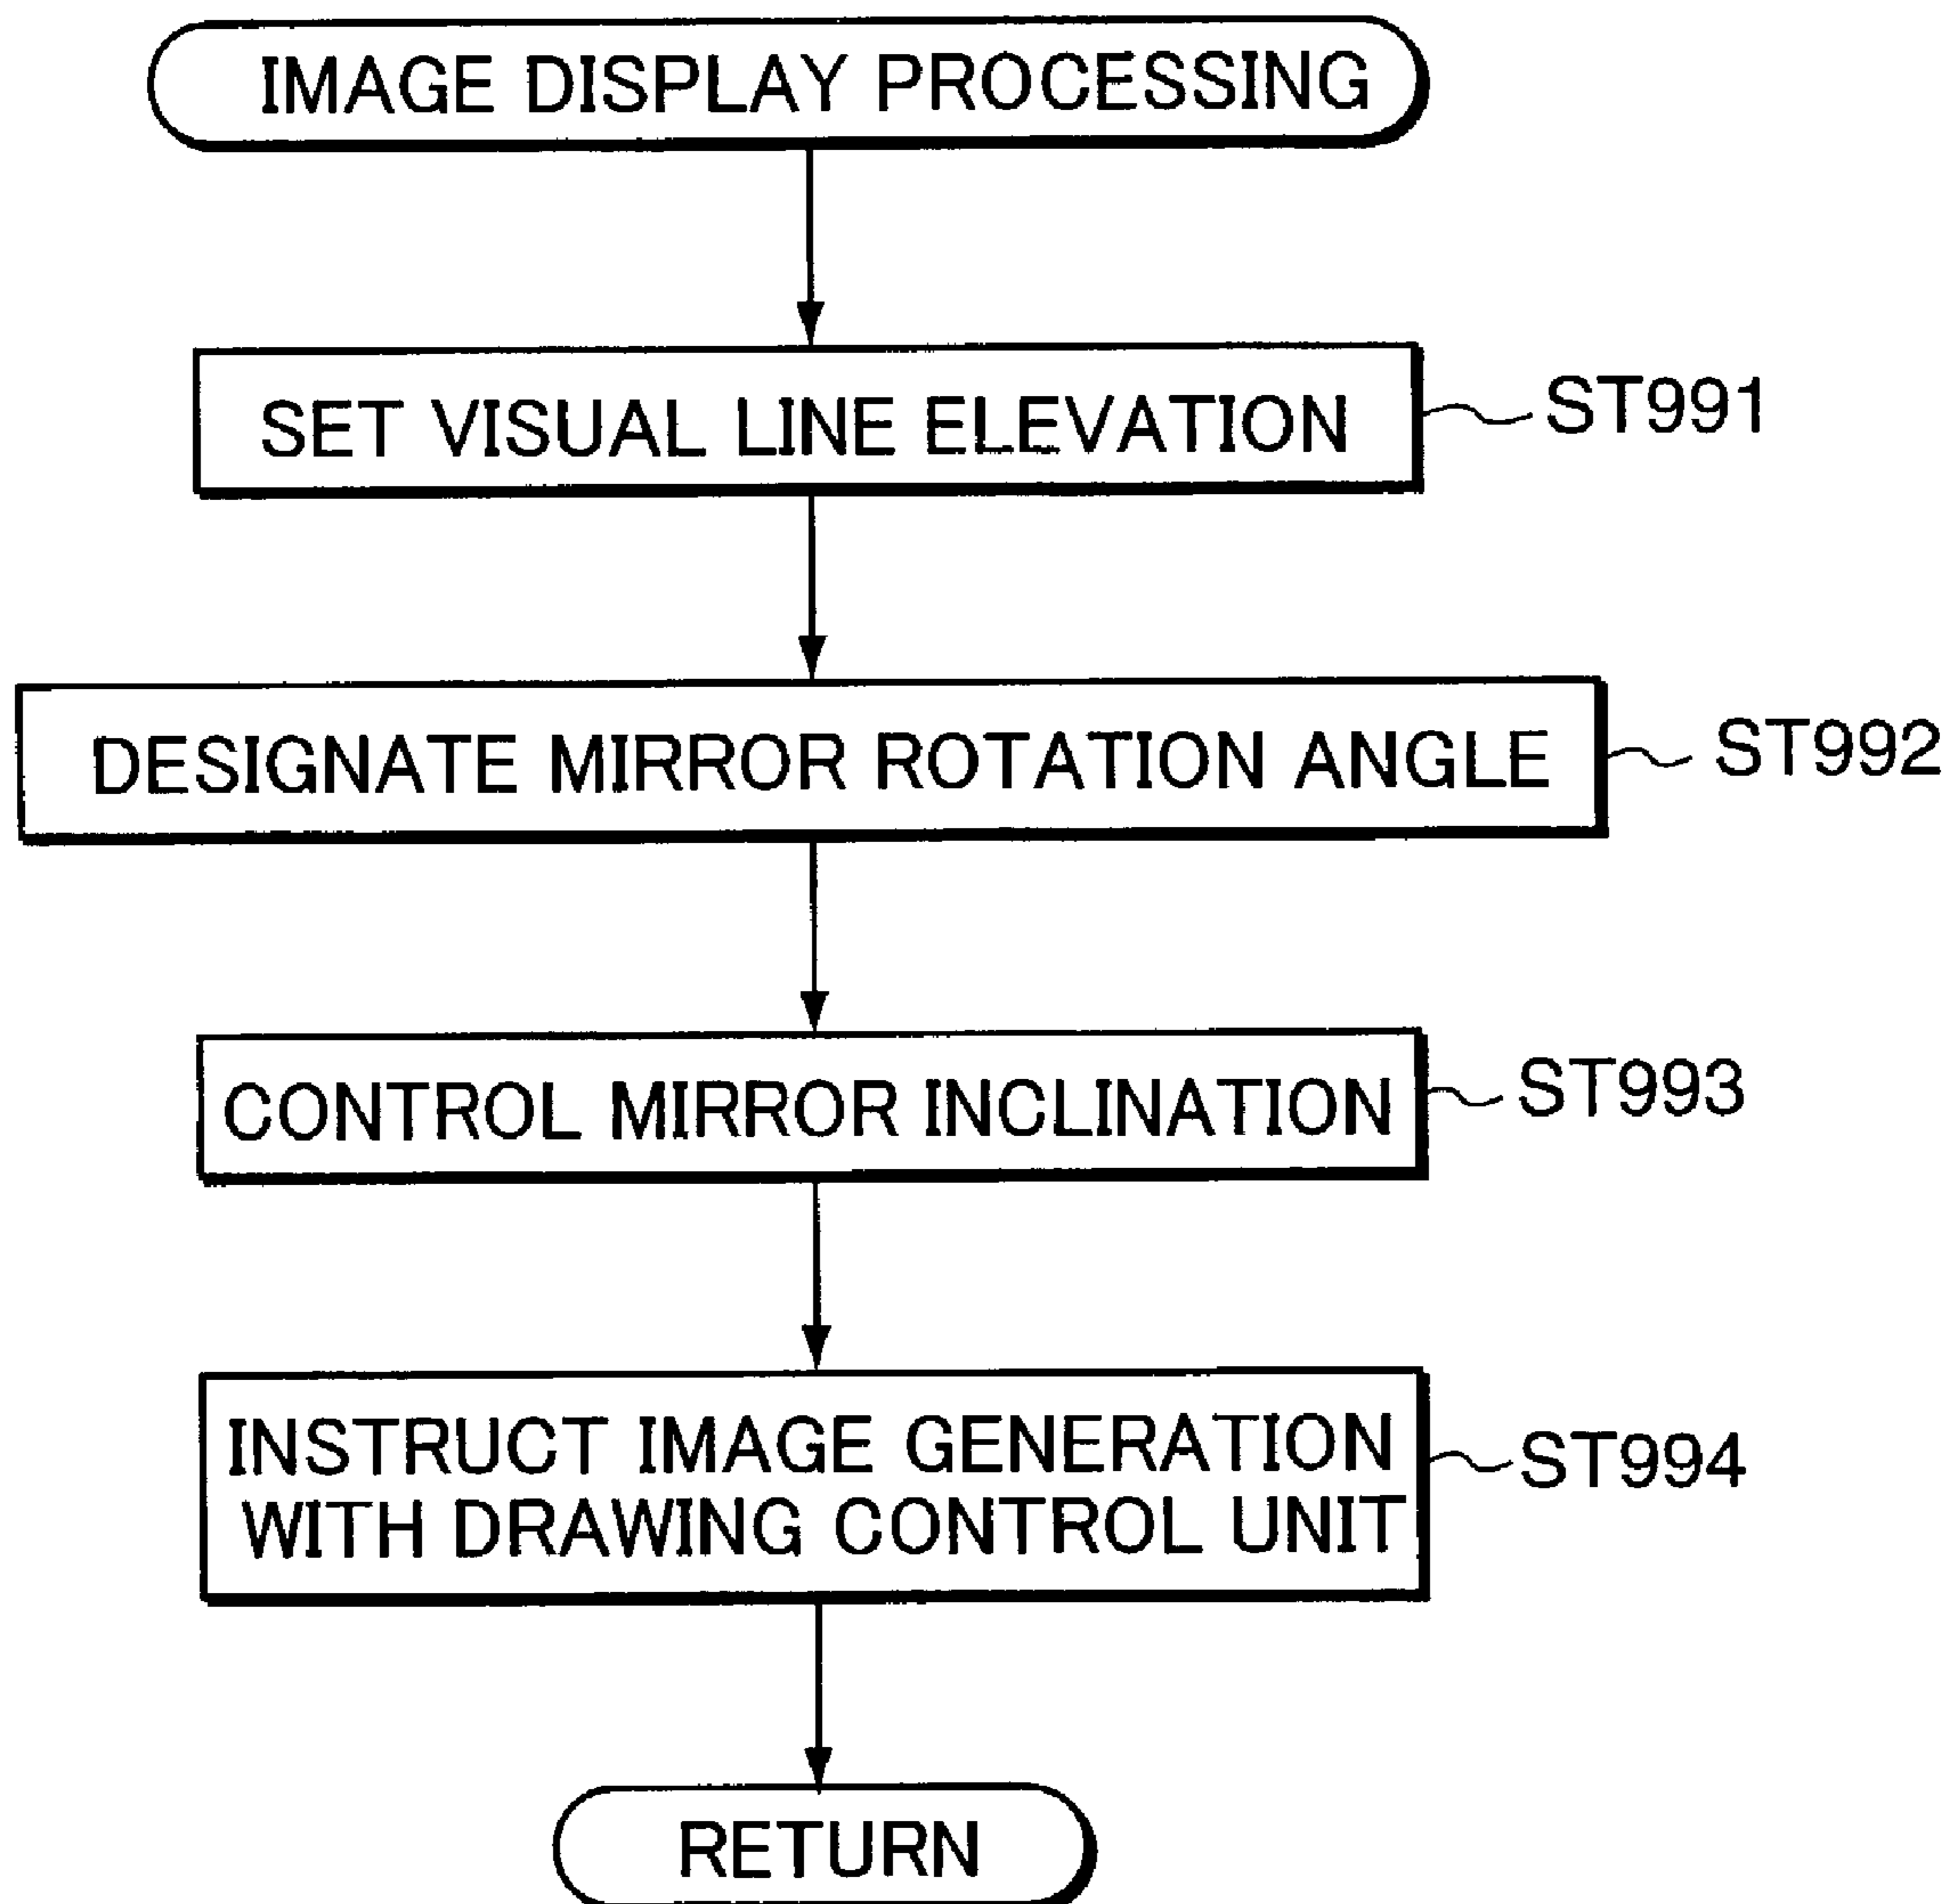 IMAGE DISPLAY PROCESSING
SET VISUAL LINE ELEVATION
ST991
DESIGNATE MIRROR ROTATION ANGLE
ST992
CONTROL MIRROR INCLINATION
ST993
INSTRUCT IMAGE GENERATION
WITH DRAWING CONTROL UNIT
ST994
RETURN